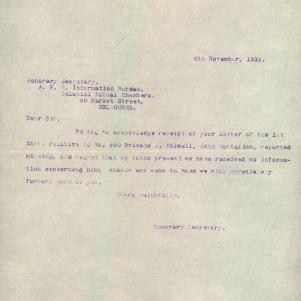 8th November, 1916.
Honorary Secretary,
A. R. C. Information Bureau,
Colonial Mutual Chambers,
60 Market Street,
MELBOURNE.
Dear Sir,
We beg to acknowledge receipt of your letter of the 1st
inst. relative to No. Private Polwell, Battalion, reported
missing, and regret that up to the present we have received no informa-
tion concerning him; should any come to hand we will immediately
forward same to you.
Yours faithfully,
Honorary Secretary.